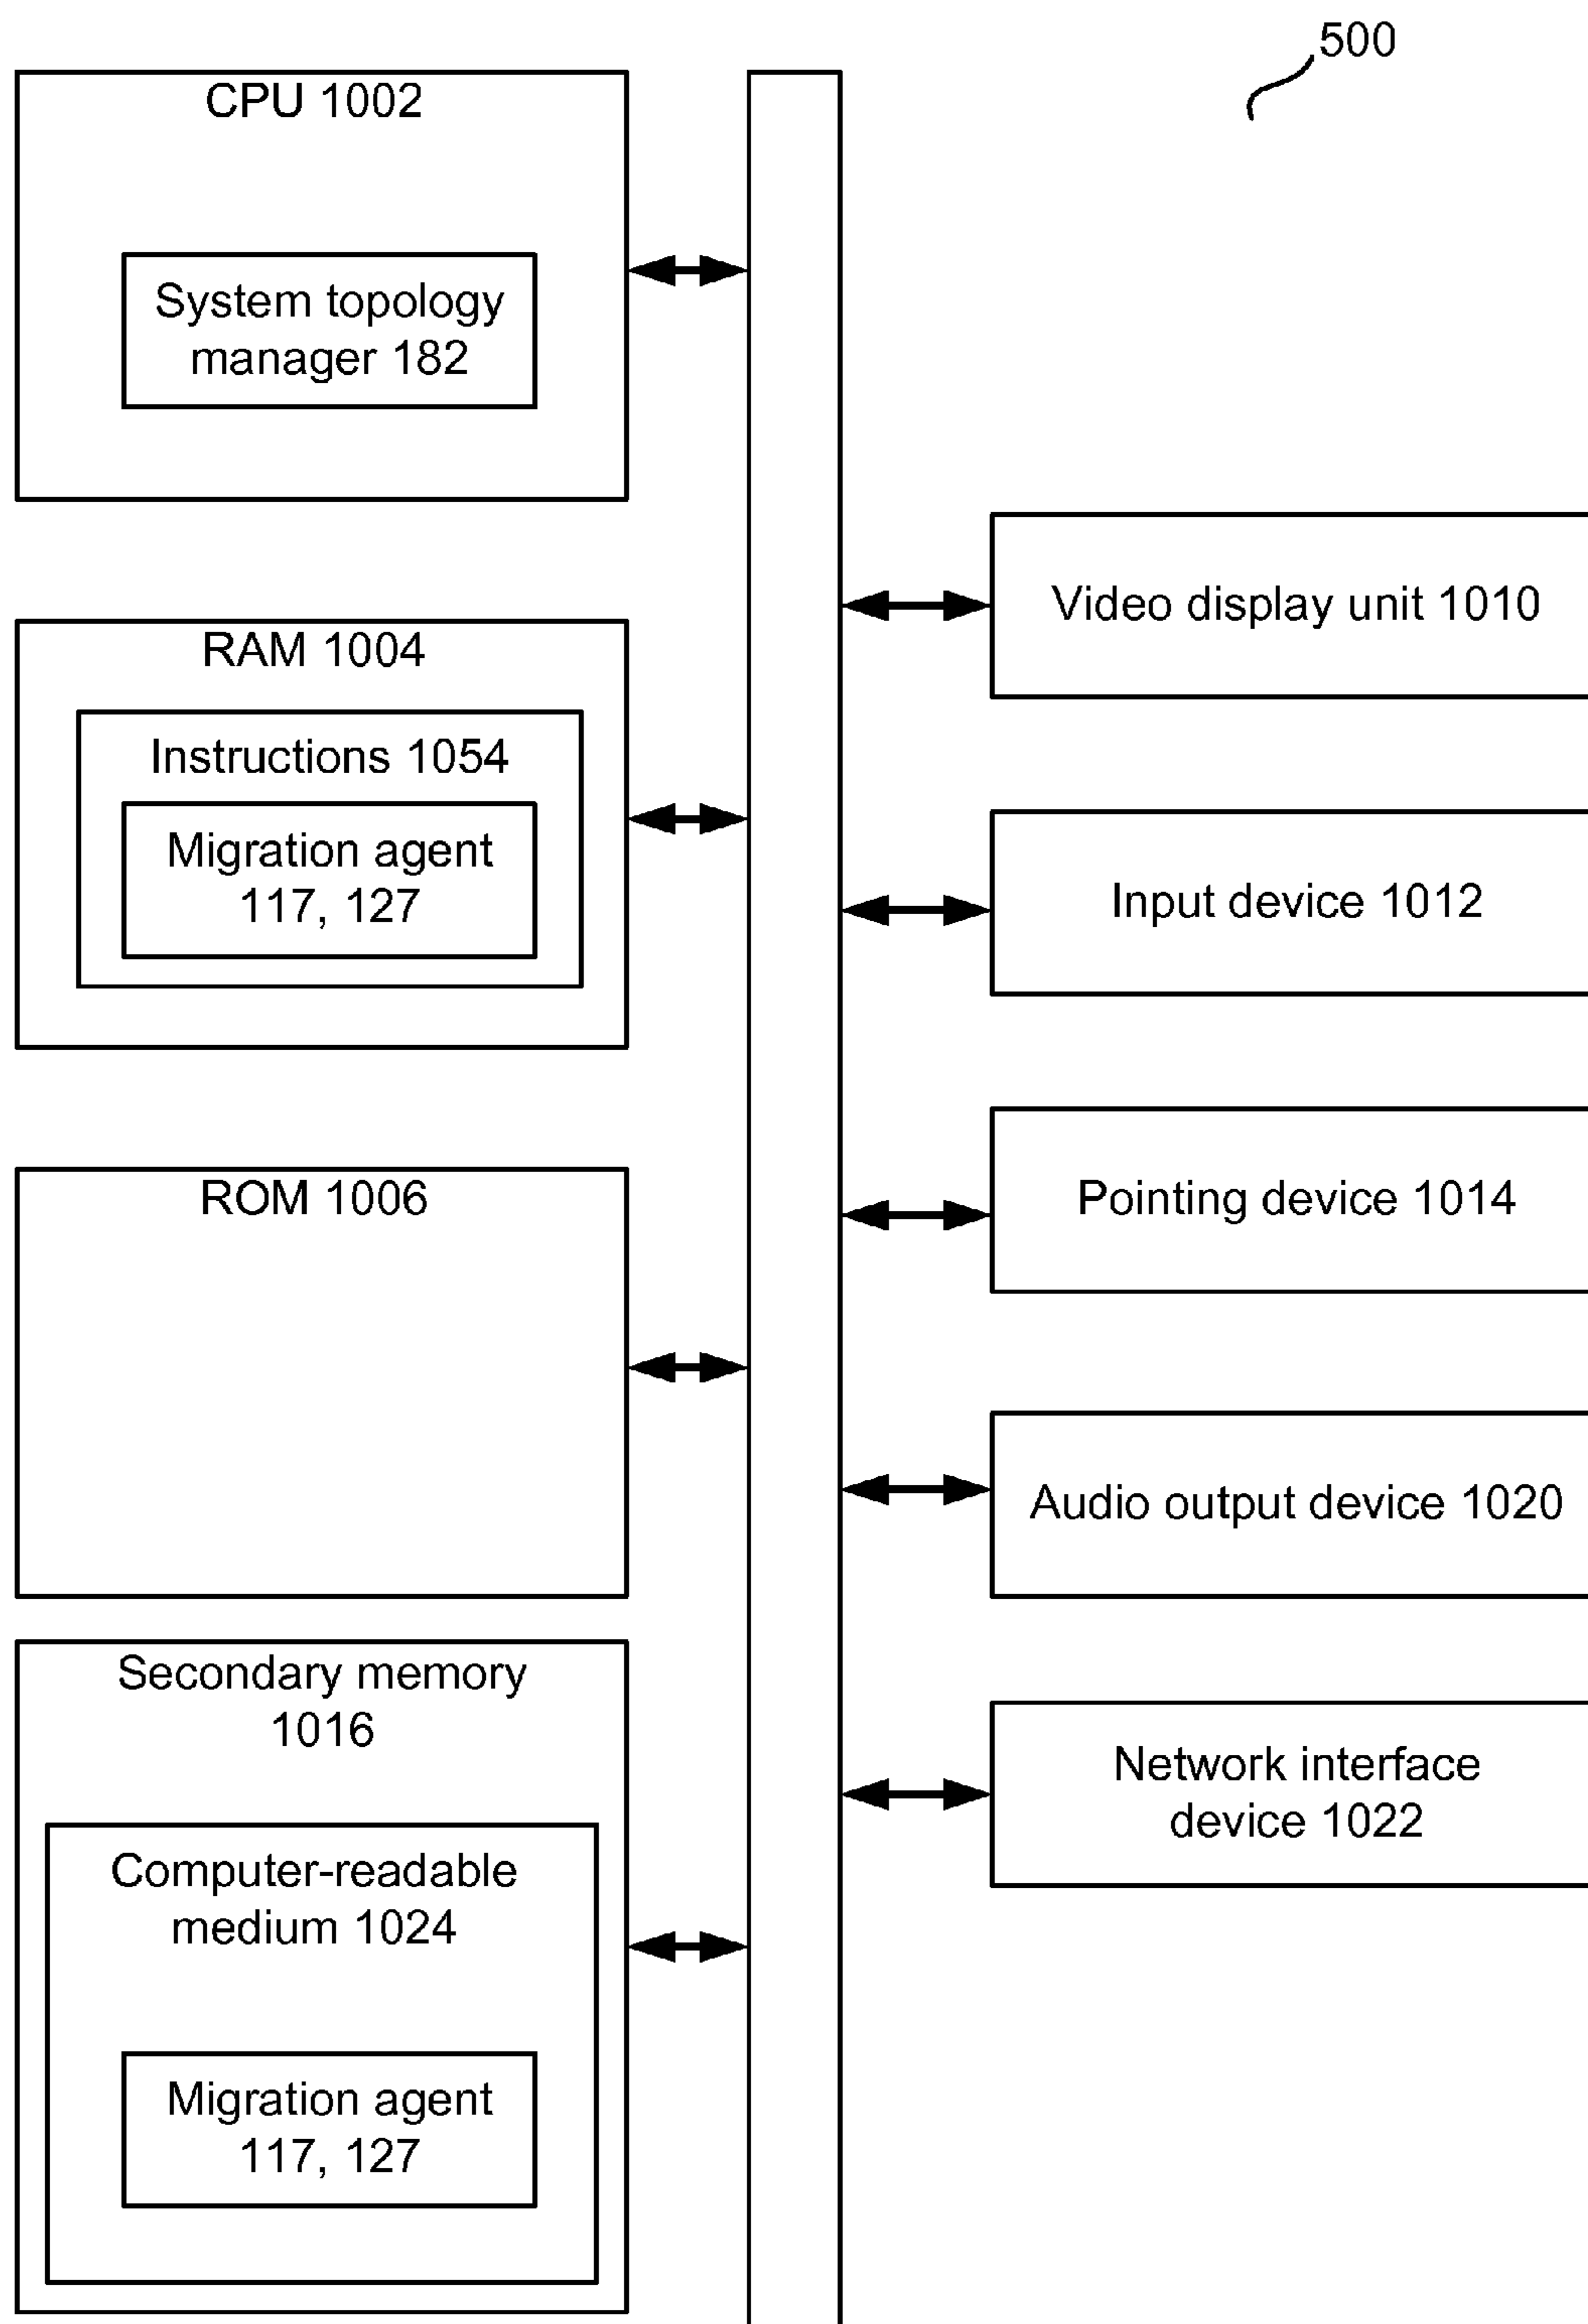 500
CPU 1002
System topology
manager 182
RAM 1004
Instructions 1054
Migration agent
117, 127
ROM 1006
Secondary memory
1016
Computer-readable
medium 1024
Migration agent
117, 127
Video display unit 1010
Input device 1012
Pointing device 1014
Audio output device 1020
Network interface
device 1022